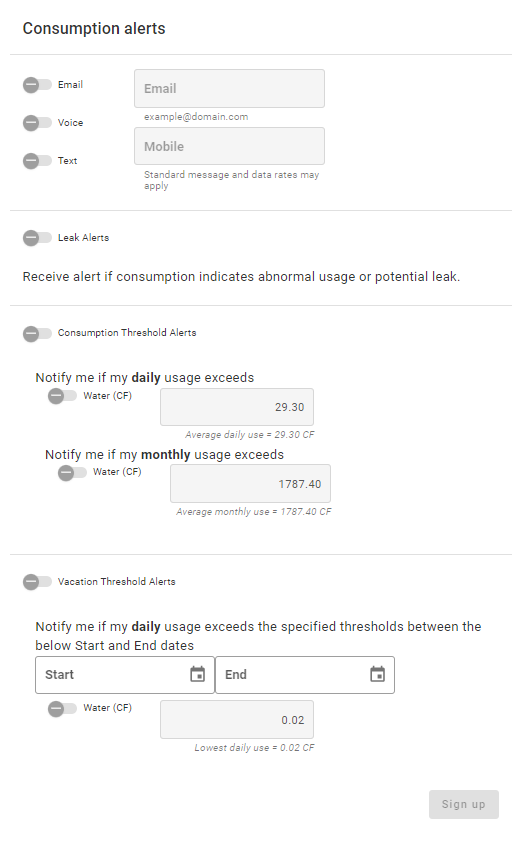 Consumption alerts
Email
Email
example@domain.com
Voice
Mobile
Text
Standard message and data rates may
apply
Leak Alerts
Receive alert if consumption indicates abnormal usage or potential leak.
Consumption Threshold Alerts
Notify me if my daily usage exceeds
Water (CF)
29.30
Average daily use = 29.30 CF
Notify me if my monthly usage exceeds
Water (CF)
1787.40
Average monthly use = 1787.40 CF
Vacation Threshold Alerts
Notify me if my daily usage exceeds the specified thresholds between the
below Start and End dates
Start
End
Water (CF)
0.02
Lowest daily use = 0.02 CF
Sign up